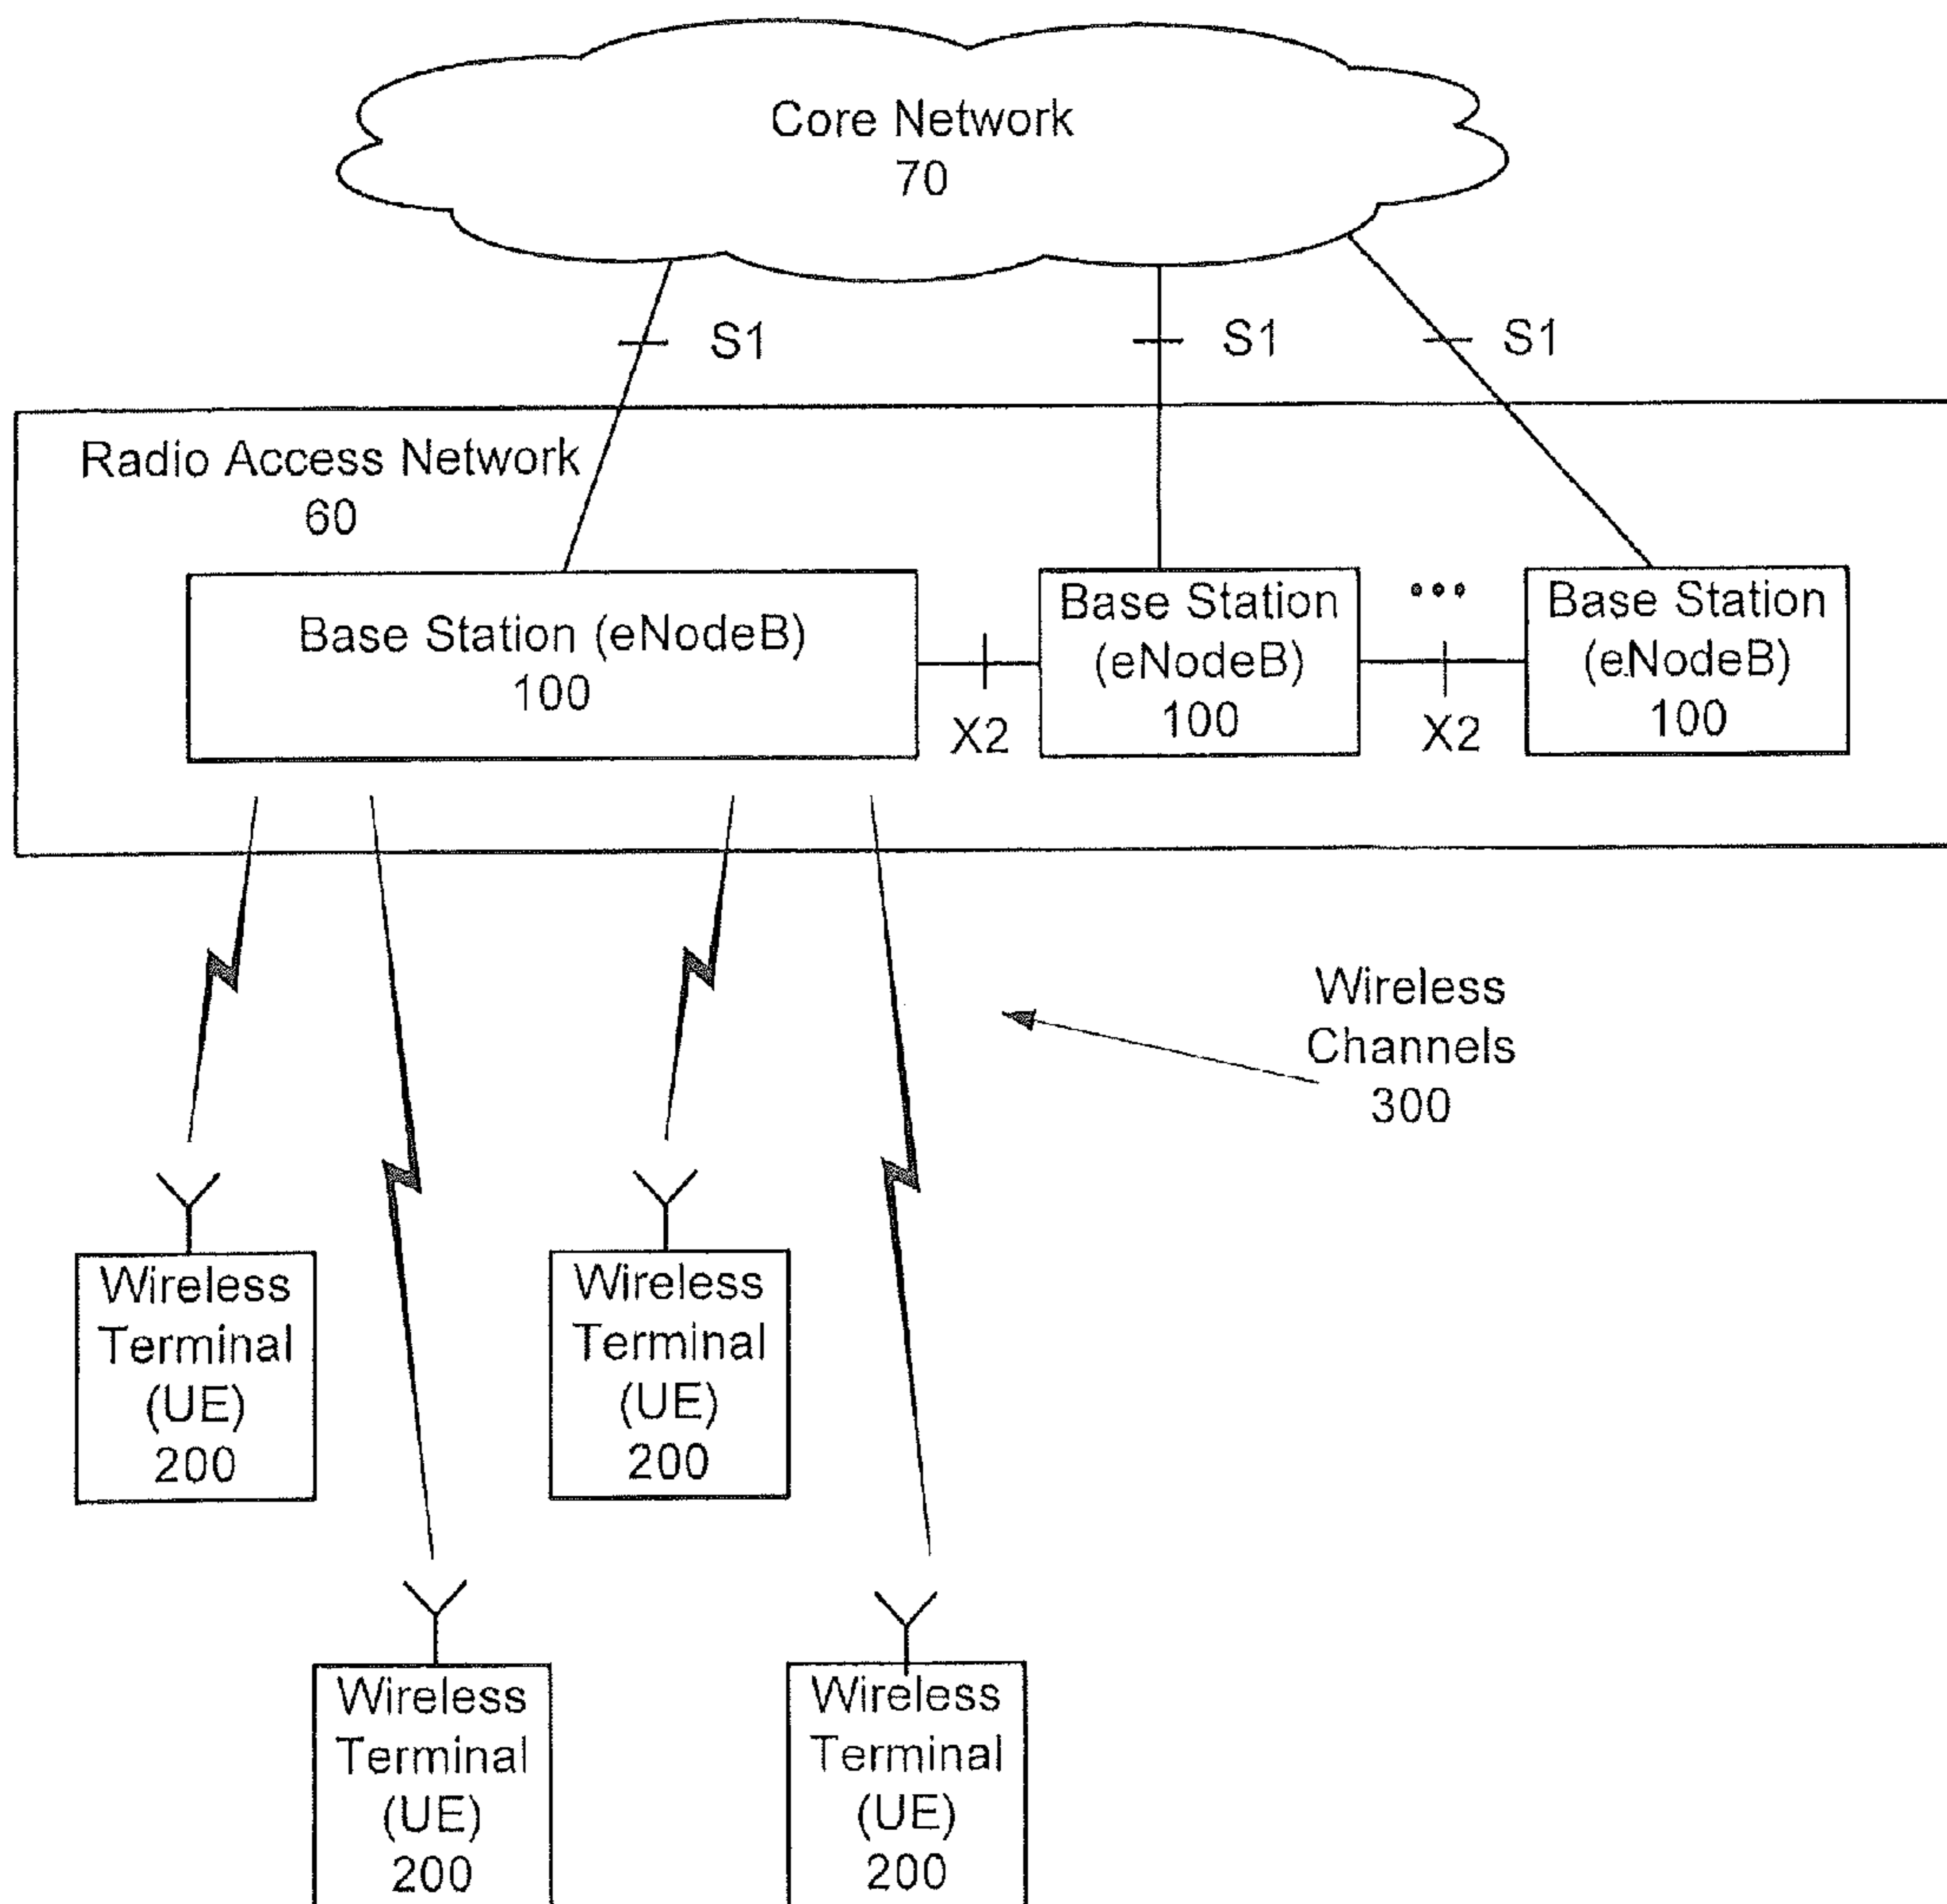 Core Network
70
S1
S1
S1
Radio Access Network
60
Base Station (eNodeB)
100
X2
Base Station
(eNodeB)
100
...
X2
Base Station
(eNodeB)
100
Wireless
Channels
300
Wireless
Terminal
(UE)
200
Wireless
Terminal
(UE)
200
Wireless
Terminal
(UE)
200
Wireless
Terminal
(UE)
200